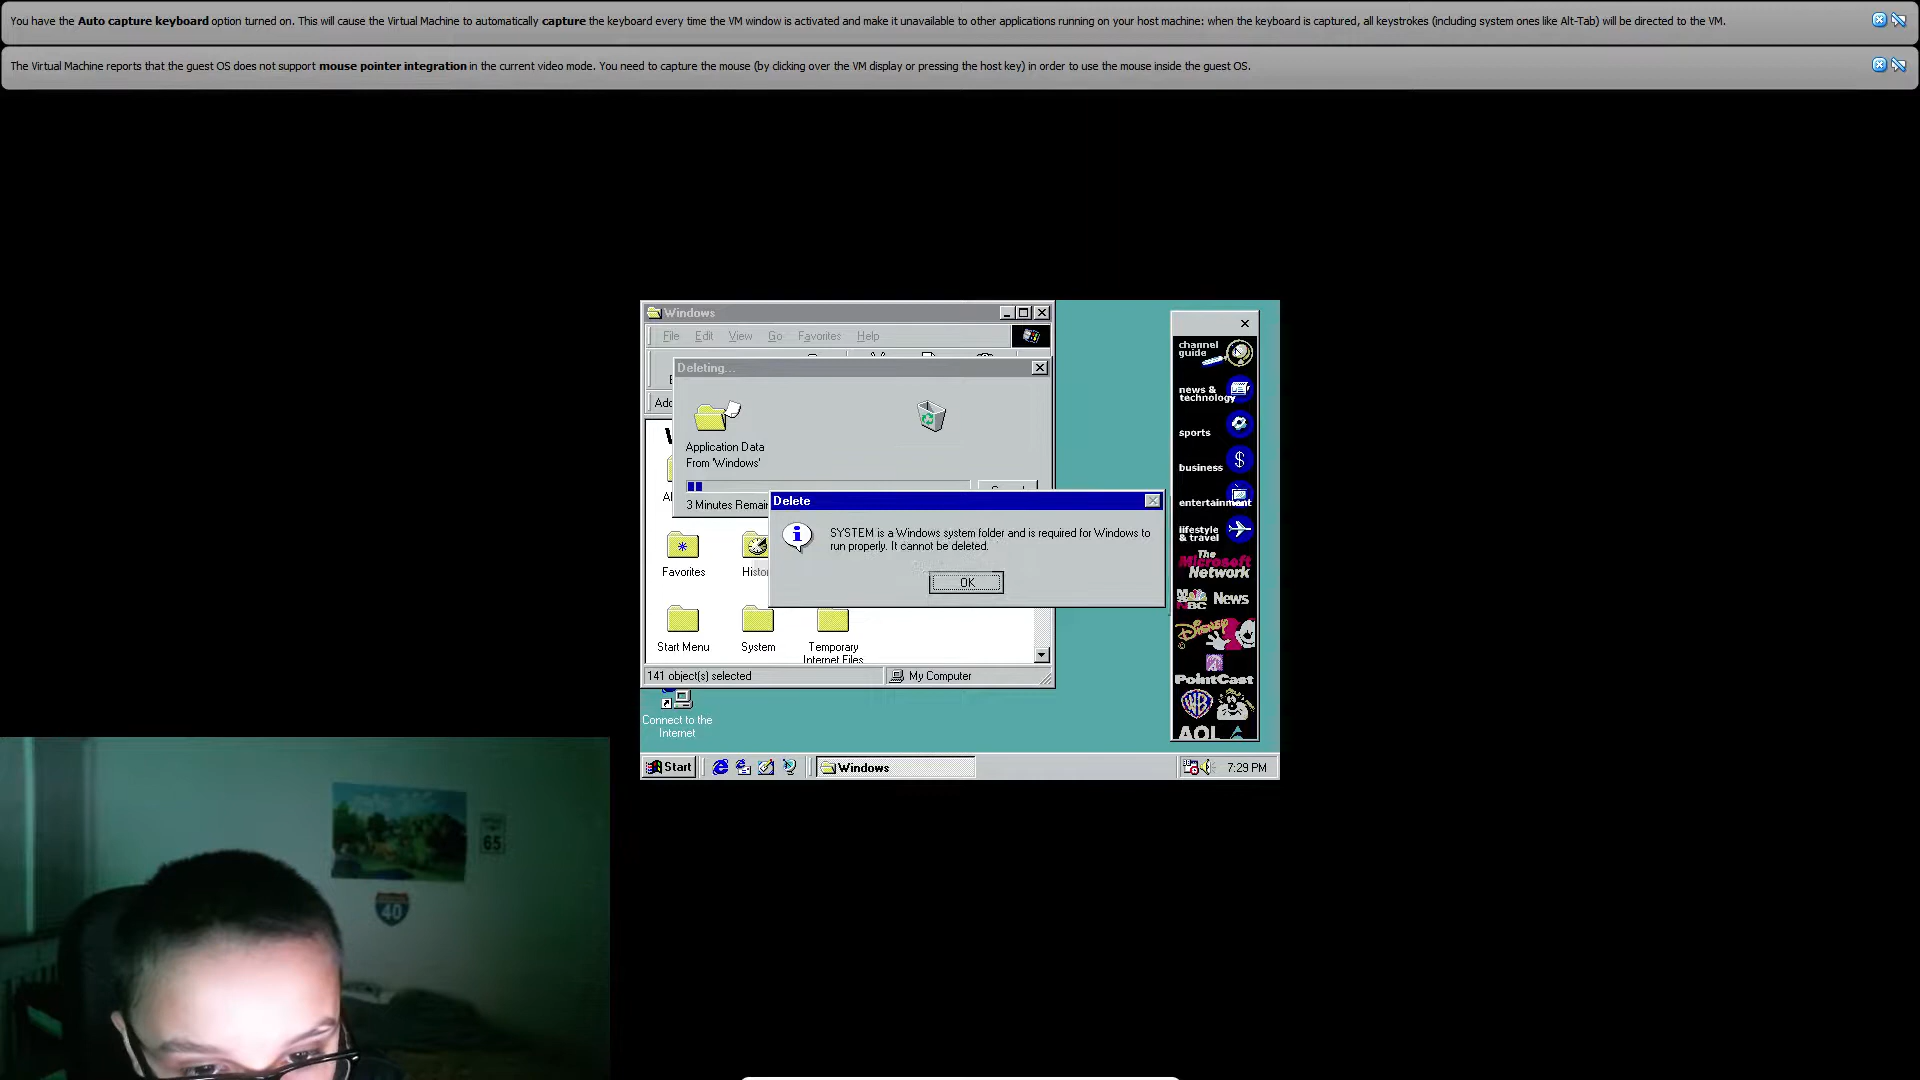 You have the Auto capture keyboard option turned on. This will cause the Virtual Machine to automatically capture the keyboard every time the VM window is activated and make it unavailable to other applications running on your host machine: when the keyboard is captured, all keystrokes (including system ones like Alt-Tab) will be directed to the VM.
The Virtual Machine reports that the guest OS does not support mouse pointer integration in the current video mode. You need to capture the mouse (by clicking over the VM display or pressing the host key) in order to use the mouse inside the guest OS.
Windows
File Edit View Go Favorites Help
Deleting...
Application Data
From 'Windows'
3 Minutes Remain
Delete
SYSTEM is a Windows system folder and is required for Windows to
run properly. It cannot be deleted.
OK
Favorites
Start Menu
System
Temporary
Internet Files
141 object(s) selected
My Computer
Connect to the
Internet
channel
guide
news &
technology
sports
business
entertainment
lifestyle
& travel
The
Microsoft
Network
MSNBC News
Disney
PointCast
WB
AOL
Start
Windows
7:29 PM
65
40